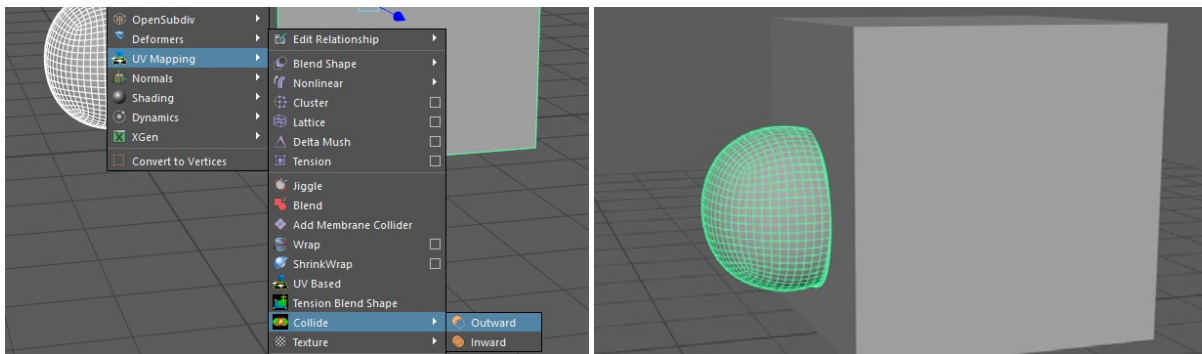 OpenSubdiv
Deformers
UV Mapping
Normals
Shading
Dynamics
XGen
Convert to Vertices
Edit Relationship
Blend Shape
Nonlinear
Cluster
Lattice
Delta Mush
Tension
Jiggle
Blend
Add Membrane Collider
Wrap
ShrinkWrap
UV Based
Tension Blend Shape
Collide
Texture
Outward
Inward